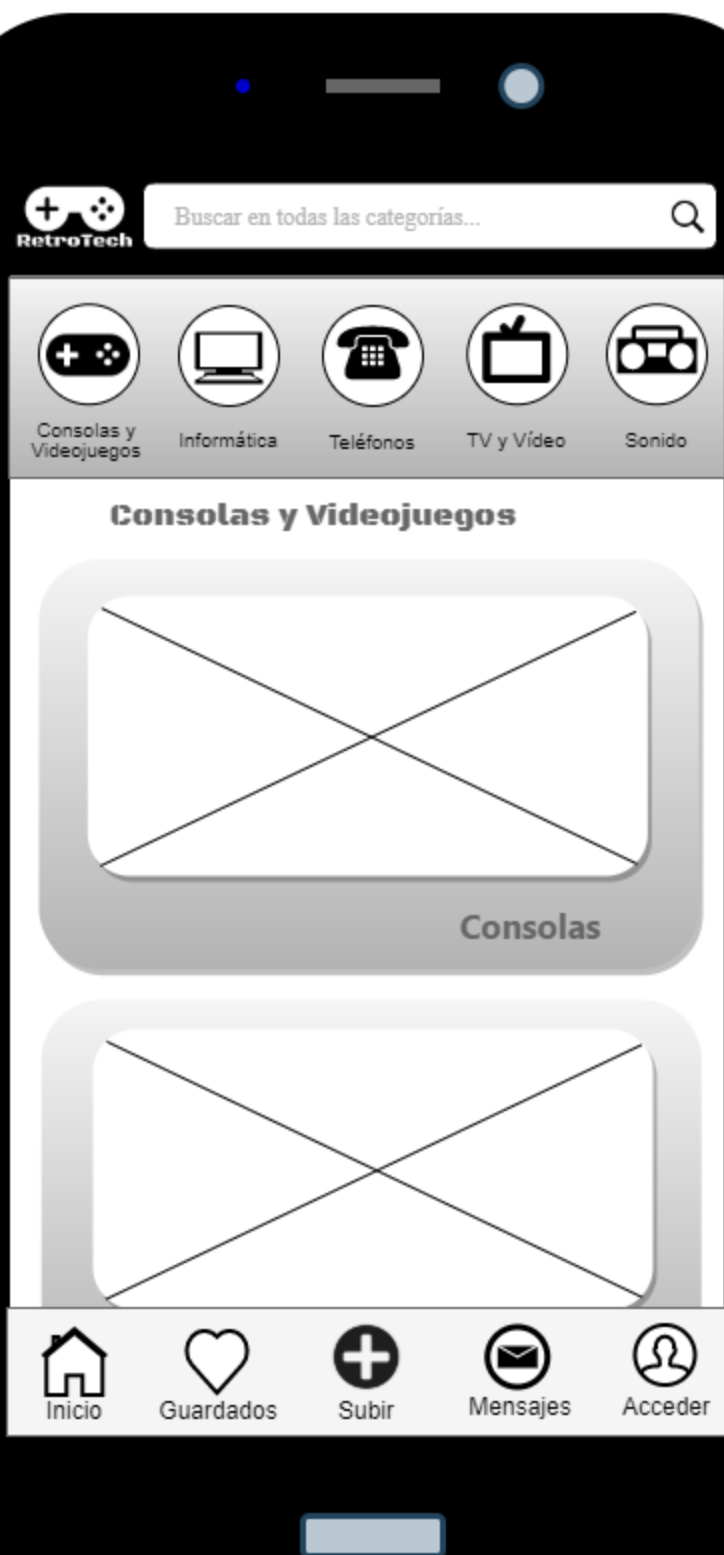 RetroTech
Buscar en todas las categorías...
Consolas y
Videojuegos
Informática
Teléfonos
TV y Vídeo
Sonido
Consolas y Videojuegos
Consolas
Inicio
Guardados
Subir
Mensajes
Acceder